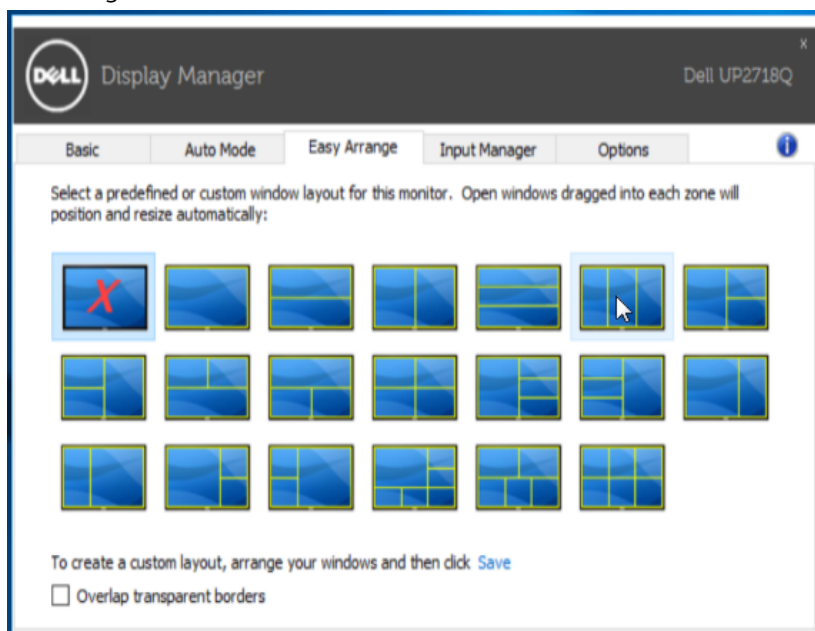 DELL Display Manager
x
Dell UP2718Q
Basic Auto Mode Easy Arrange Input Manager Options i
Select a predefined or custom window layout for this monitor. Open windows dragged into each zone will
position and resize automatically:
X
To create a custom layout, arrange your windows and then click Save
Overlap transparent borders